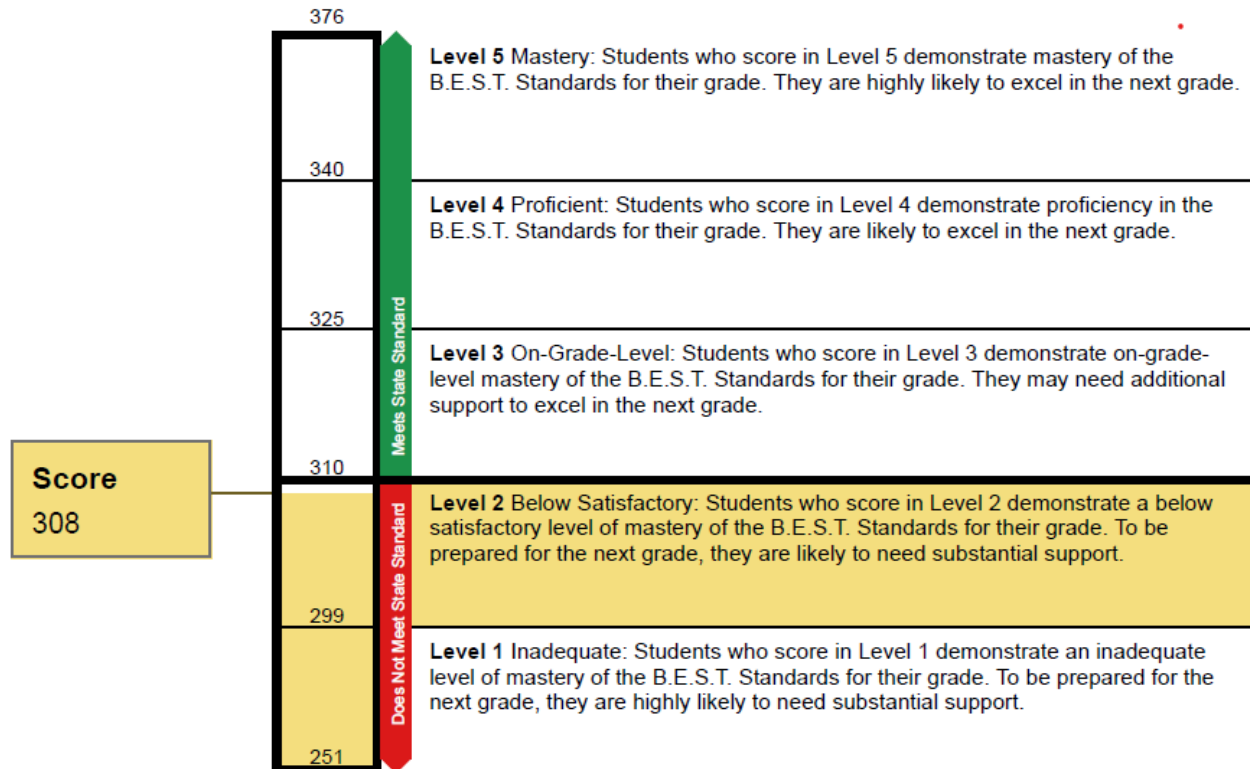 376
Level 5 Mastery: Students who score in Level 5 demonstrate mastery of the
B.E.S.T. Standards for their grade. They are highly likely to excel in the next grade.
340
Level 4 Proficient: Students who score in Level 4 demonstrate proficiency in the
B.E.S.T. Standards for their grade. They are likely to excel in the next grade.
Meets State Standard
325
Level 3 On-Grade-Level: Students who score in Level 3 demonstrate on-grade-
level mastery of the B.E.S.T. Standards for their grade. They may need additional
support to excel in the next grade.
310
Score
308
Level 2 Below Satisfactory: Students who score in Level 2 demonstrate a below
satisfactory level of mastery of the B.E.S.T. Standards for their grade. To be
prepared for the next grade, they are likely to need substantial support.
Does Not Meet State Standard
299
Level 1 Inadequate: Students who score in Level 1 demonstrate an inadequate
level of mastery of the B.E.S.T. Standards for their grade. To be prepared for the
next grade, they are highly likely to need substantial support.
251